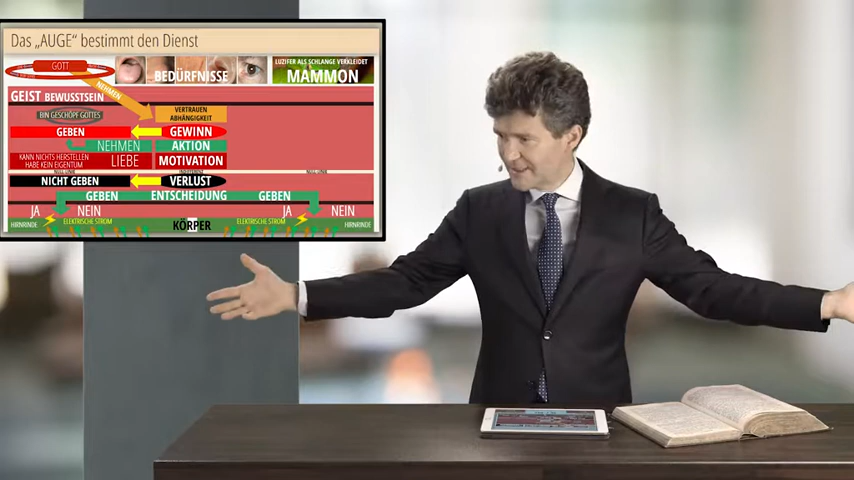 Das „AUGE“ bestimmt den Dienst
GOTT
BEDÜRFNISSE
LUZIFER ALS SCHLANGE VERKLEIDET
MAMMON
NEHMEN
GEIST BEWUSSTSEIN
BIN GESCHÖPF GOTTES
VERTRAUEN
ABHÄNGIGKEIT
GEBEN
GEWINN
NEHMEN
AKTION
KANN NICHTS HERSTELLEN
HABE KEIN EIGENTUM
LIEBE
MOTIVATION
NICHT GEBEN
VERLUST
GEBEN
ENTSCHEIDUNG
GEBEN
JA
NEIN
JA
NEIN
HIRNRINDE
ELEKTRISCHE STROM
KÖRPER
ELEKTRISCHE STROM
HIRNRINDE